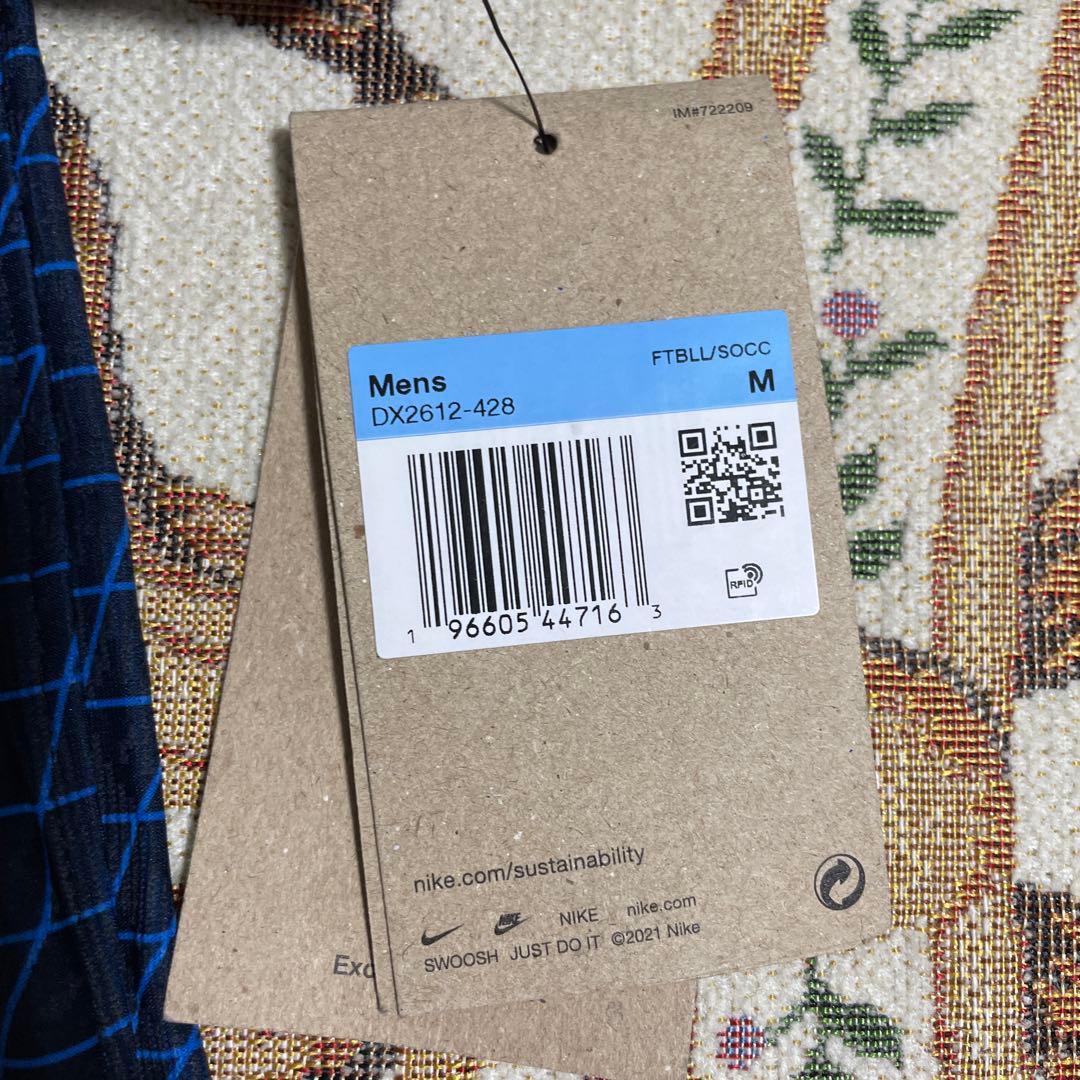 IM#722209
FTBLL/SOCC
Mens M
DX2612-428
RFID
1 96605 44716 3
nike.com/sustainability
NIKE NIKE nike.com
SWOOSH JUST DO IT ©2021 Nike